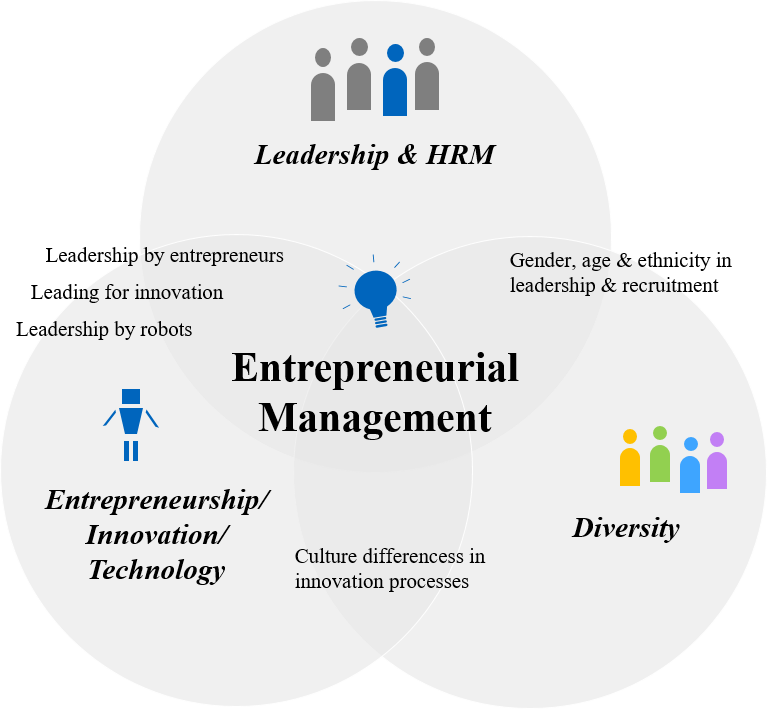 Leadership & HRM
Leadership by entrepreneurs
Leading for innovation
Leadership by robots
Gender, age & ethnicity in
leadership & recruitment
Entrepreneurial
Management
Entrepreneurship/
Innovation/
Technology
Diversity
Culture differencess in
innovation processes